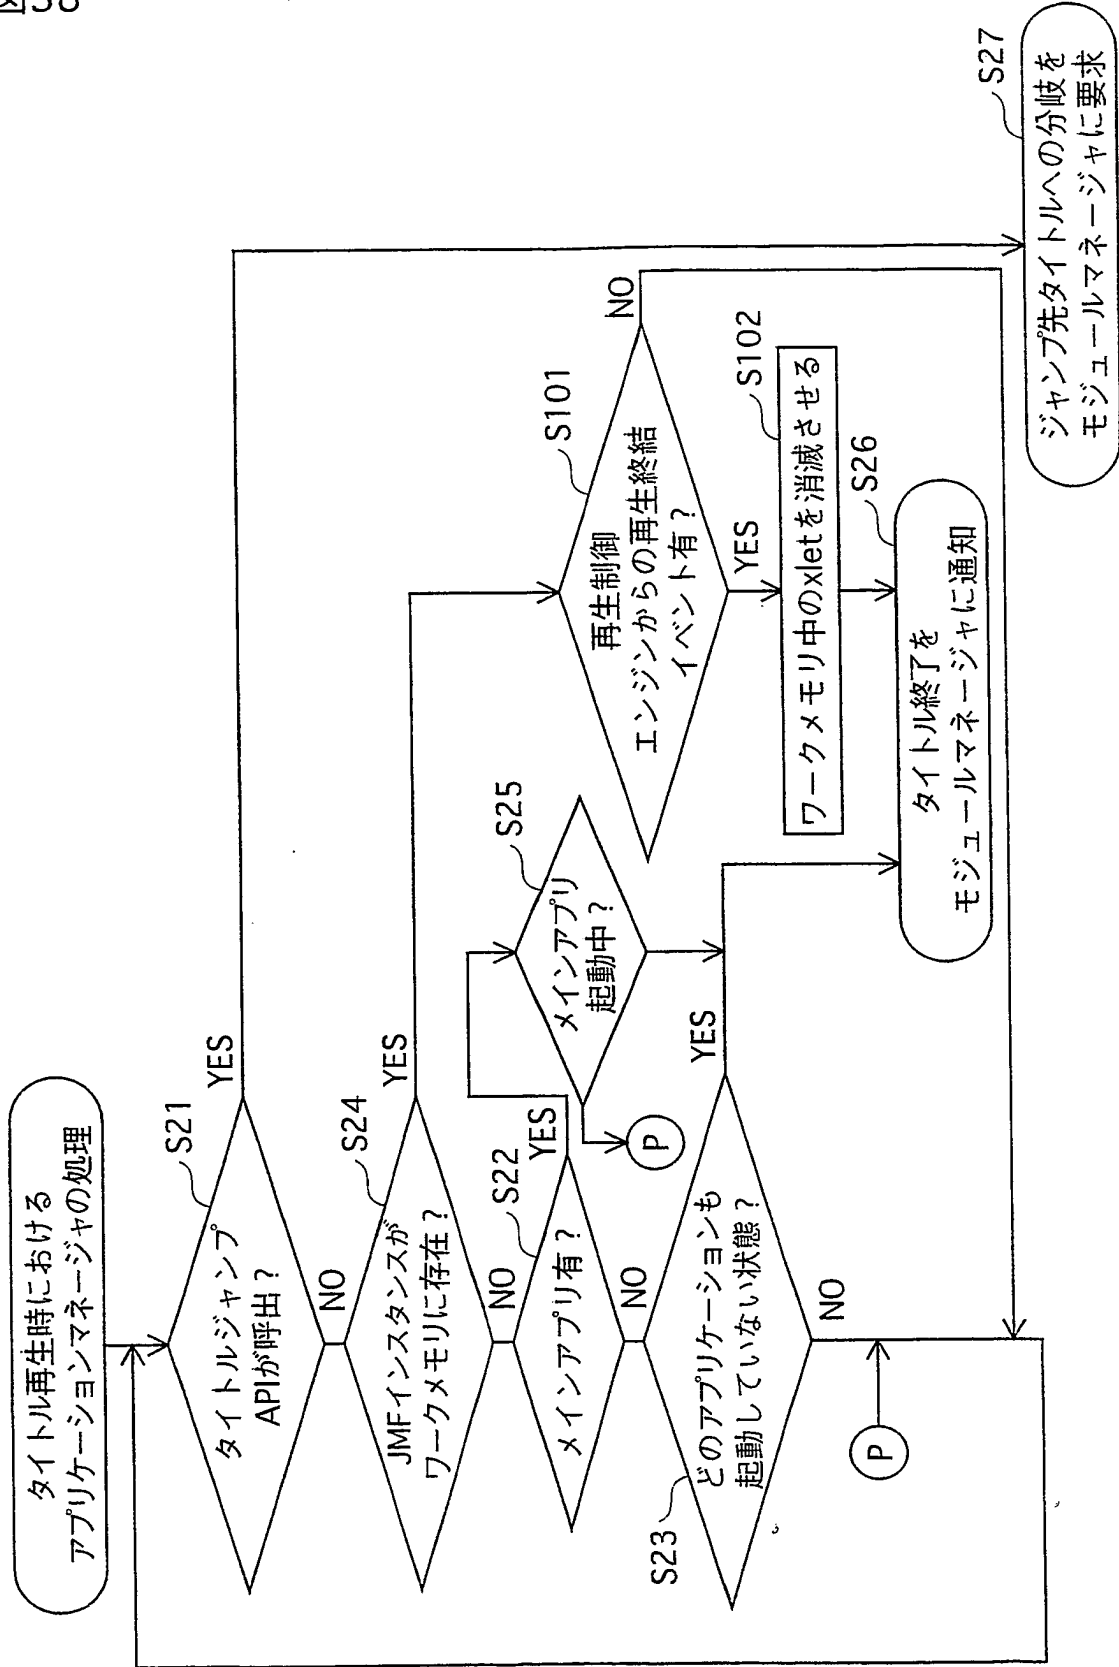 図38
タイトル再生時における
アプリケーションマネージャの処理
S21
タイトルジャンプ
APIが呼出？
YES
NO
S24
JMFインスタンスが
ワークメモリに存在？
YES
NO
S22
メインアプリ有？
YES
NO
S25
メインアプリ
起動中？
P
S23
どのアプリケーションも
起動していない状態？
YES
NO
P
S101
再生制御
エンジンからの再生終結
イベント有？
NO
YES
S102
ワークメモリ中のxletを消滅させる
S26
タイトル終了を
モジュールマネージャに通知
S27
ジャンプ先タイトルへの分岐を
モジュールマネージャに要求